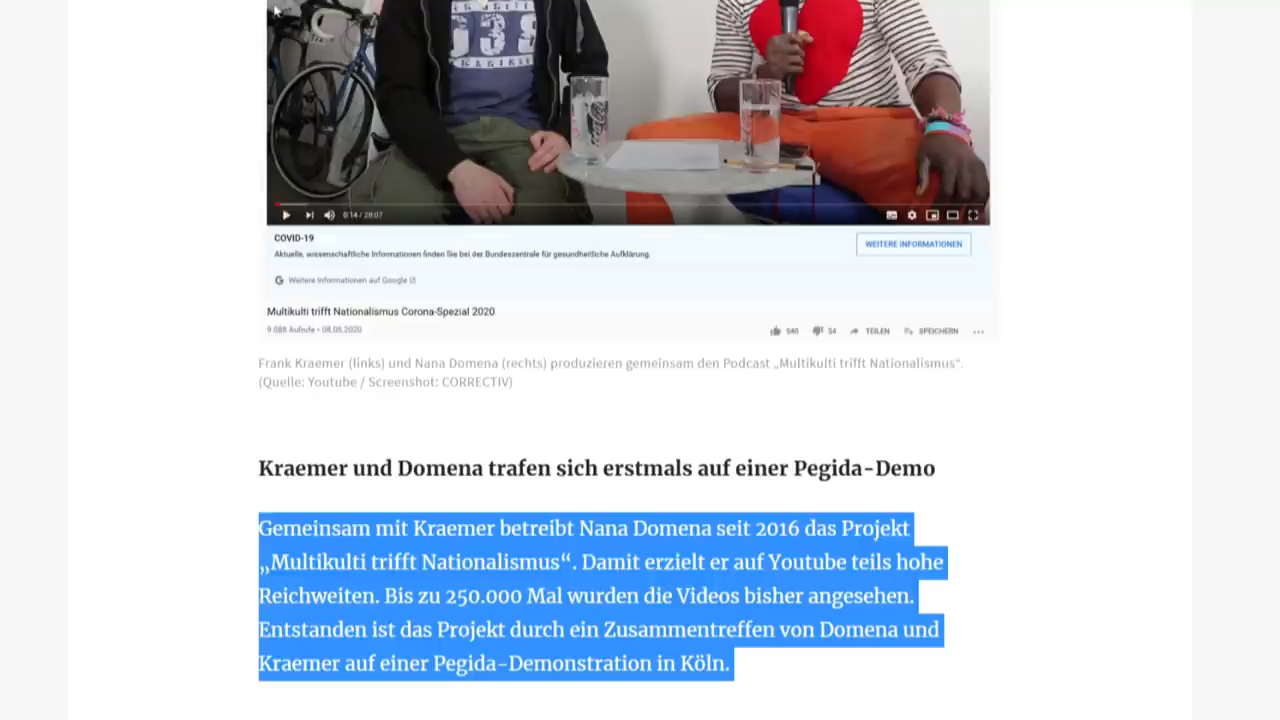 638
0:14 / 28:07
COVID-19
Aktuelle, wissenschaftliche Informationen finden Sie bei der Bundeszentrale für gesundheitliche Aufklärung.
WEITERE INFORMATIONEN
Weitere Informationen auf Google
Multikulti trifft Nationalismus Corona-Spezial 2020
9.088 Aufrufe • 08.05.2020
540
54
TEILEN
SPEICHERN
Frank Kraemer (links) und Nana Domena (rechts) produzieren gemeinsam den Podcast „Multikulti trifft Nationalismus“.
(Quelle: Youtube / Screenshot: CORRECTIV)
Kraemer und Domena trafen sich erstmals auf einer Pegida-Demo
Gemeinsam mit Kraemer betreibt Nana Domena seit 2016 das Projekt
„Multikulti trifft Nationalismus“. Damit erzielt er auf Youtube teils hohe
Reichweiten. Bis zu 250.000 Mal wurden die Videos bisher angesehen.
Entstanden ist das Projekt durch ein Zusammentreffen von Domena und
Kraemer auf einer Pegida-Demonstration in Köln.